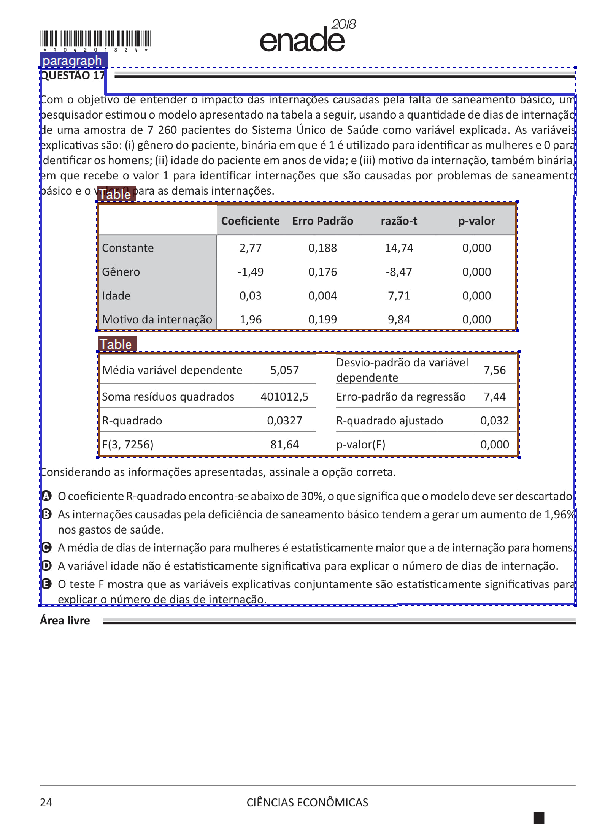 *R0420182424*
enade 2018
paragraph
QUESTÃO 17
Com o objetivo de entender o impacto das internações causadas pela falta de saneamento básico, um
pesquisador estimou o modelo apresentado na tabela a seguir, usando a quantidade de dias de internação
de uma amostra de 7 260 pacientes do Sistema Único de Saúde como variável explicada. As variáveis
explicativas são: (i) gênero do paciente, binária em que é 1 é utilizado para identificar as mulheres e 0 para
identificar os homens; (ii) idade do paciente em anos de vida; e (iii) motivo da internação, também binária,
em que recebe o valor 1 para identificar internações que são causadas por problemas de saneamento
básico e o para as demais internações.
Table
Coeficiente Erro Padrão razão-t p-valor
Constante 2,77 0,188 14,74 0,000
Gênero -1,49 0,176 -8,47 0,000
Idade 0,03 0,004 7,71 0,000
Motivo da internação 1,96 0,199 9,84 0,000
Table
Média variável dependente 5,057 Desvio-padrão da variável dependente 7,56
Soma resíduos quadrados 401012,5 Erro-padrão da regressão 7,44
R-quadrado 0,0327 R-quadrado ajustado 0,032
F(3, 7256) 81,64 p-valor(F) 0,000
Considerando as informações apresentadas, assinale a opção correta.
A O coeficiente R-quadrado encontra-se abaixo de 30%, o que significa que o modelo deve ser descartado.
B As internações causadas pela deficiência de saneamento básico tendem a gerar um aumento de 1,96%
nos gastos de saúde.
C A média de dias de internação para mulheres é estatisticamente maior que a de internação para homens.
D A variável idade não é estatisticamente significativa para explicar o número de dias de internação.
E O teste F mostra que as variáveis explicativas conjuntamente são estatisticamente significativas para
explicar o número de dias de internação.
Área livre
24 CIÊNCIAS ECONÔMICAS